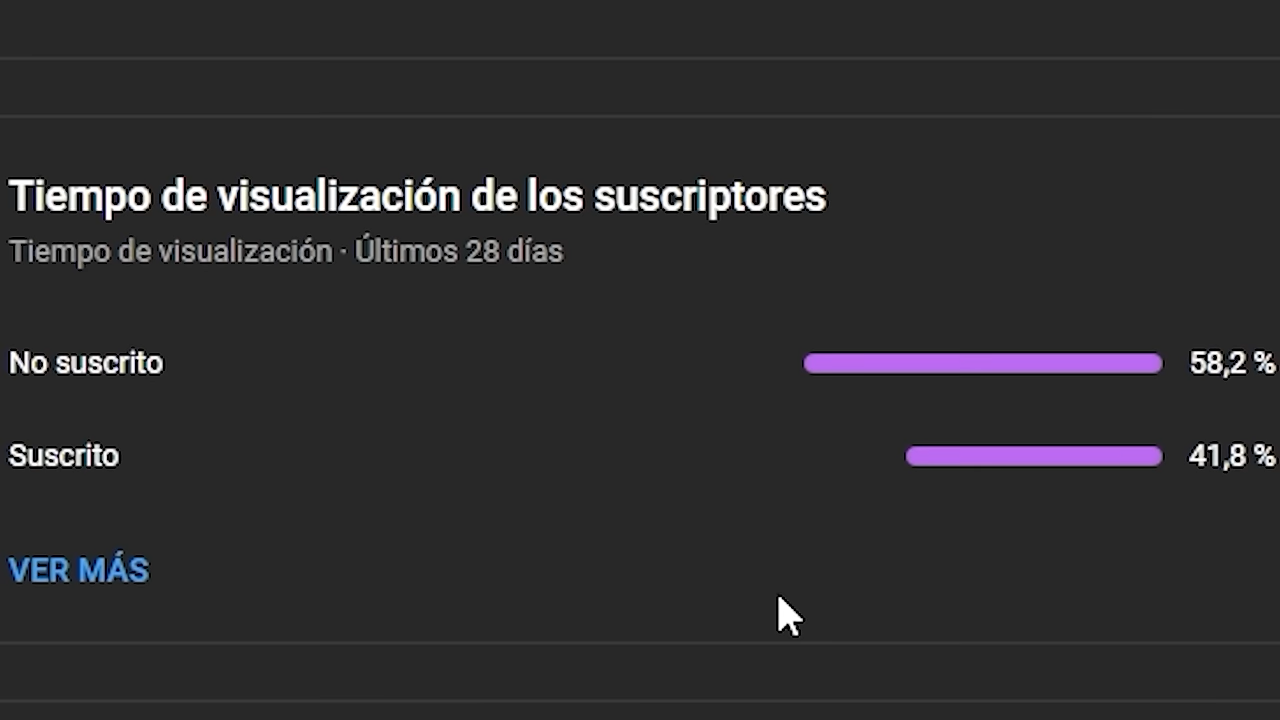 Tiempo de visualización de los suscriptores
Tiempo de visualización · Últimos 28 días
No suscrito 58,2 %
Suscrito 41,8 %
VER MÁS